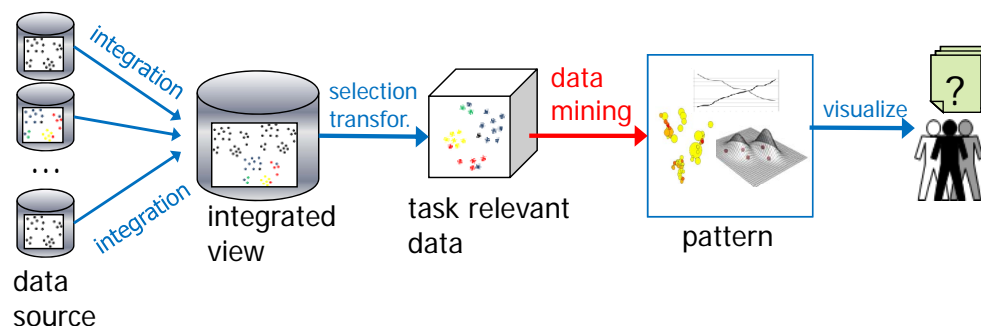 integration
integration
...
data
source
integrated
view
selection
transfor.
task relevant
data
data
mining
pattern
visualize
?